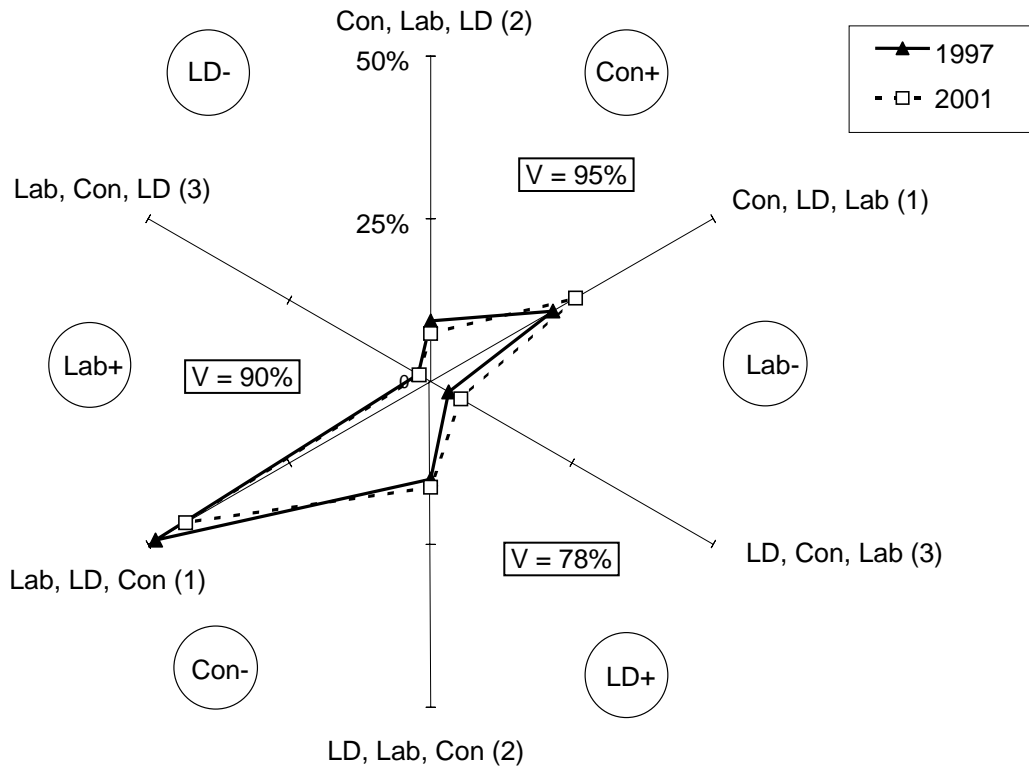 Con, Lab, LD (2)
50%
LD-
Con+
1997
2001
V = 95%
Lab, Con, LD (3)
Con, LD, Lab (1)
25%
Lab+
V = 90%
0
Lab-
V = 78%
LD, Con, Lab (3)
Lab, LD, Con (1)
Con-
LD+
LD, Lab, Con (2)